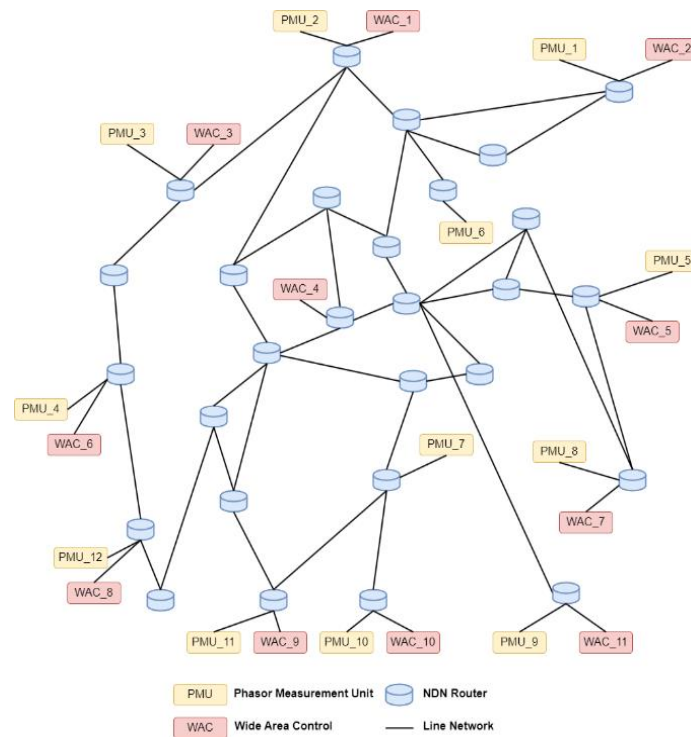 PMU_2 WAC_1
PMU_1 WAC_2
PMU_3 WAC_3
PMU_6
PMU_5
WAC_4
WAC_5
PMU_4
WAC_6
PMU_7
PMU_8
WAC_7
PMU_12
WAC_8
PMU_11 WAC_9 PMU_10 WAC_10 PMU_9 WAC_11
PMU Phasor Measurement Unit NDN Router
WAC Wide Area Control Line Network